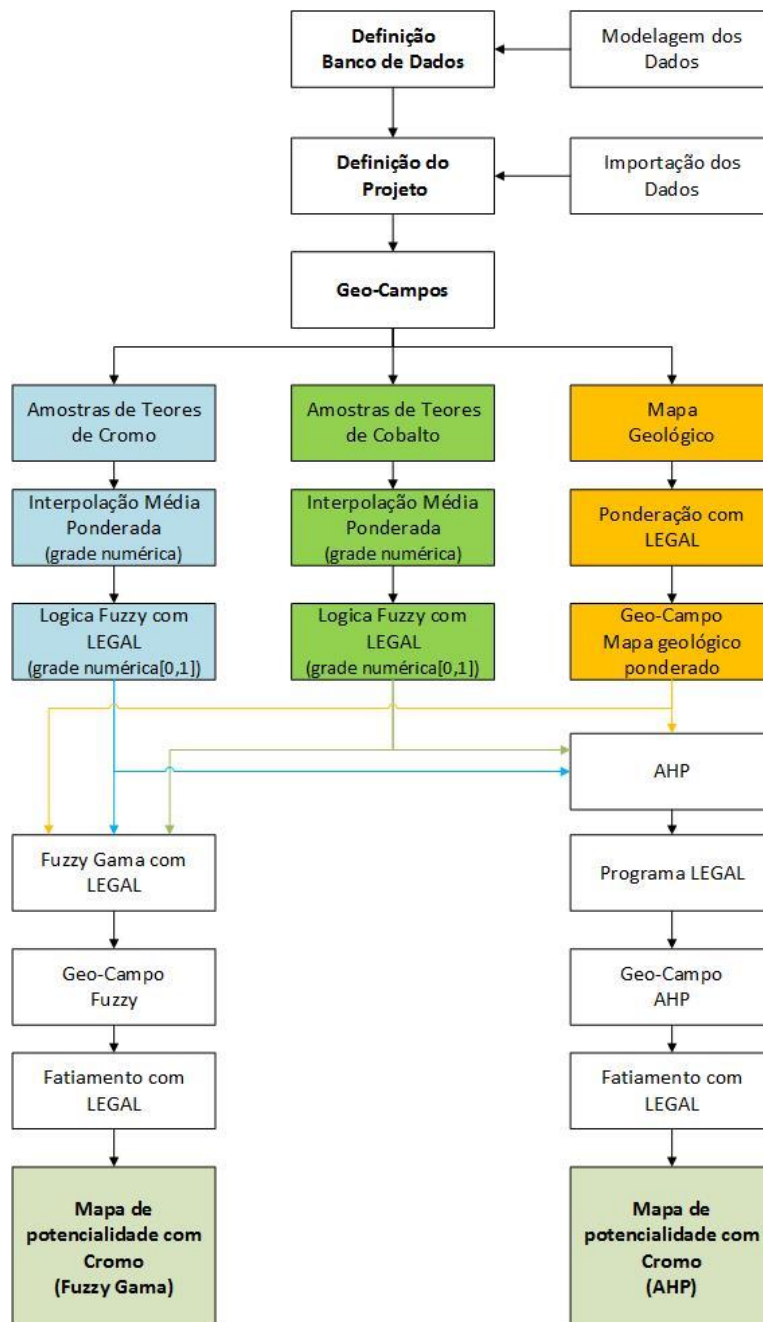 Definição
Banco de Dados
Modelagem dos
Dados
Definição do
Projeto
Importação dos
Dados
Geo-Campos
Amostras de Teores
de Cromo
Amostras de Teores
de Cobalto
Mapa
Geológico
Interpolação Média
Ponderada
(grade numérica)
Interpolação Média
Ponderada
(grade numérica)
Ponderação com
LEGAL
Logica Fuzzy com
LEGAL
(grade numérica[0,1])
Logica Fuzzy com
LEGAL
(grade numérica[0,1])
Geo-Campo
Mapa geológico
ponderado
AHP
Fuzzy Gama com
LEGAL
Programa LEGAL
Geo-Campo
Fuzzy
Geo-Campo
AHP
Fatiamento com
LEGAL
Fatiamento com
LEGAL
Mapa de
potencialidade com
Cromo
(Fuzzy Gama)
Mapa de
potencialidade com
Cromo
(AHP)